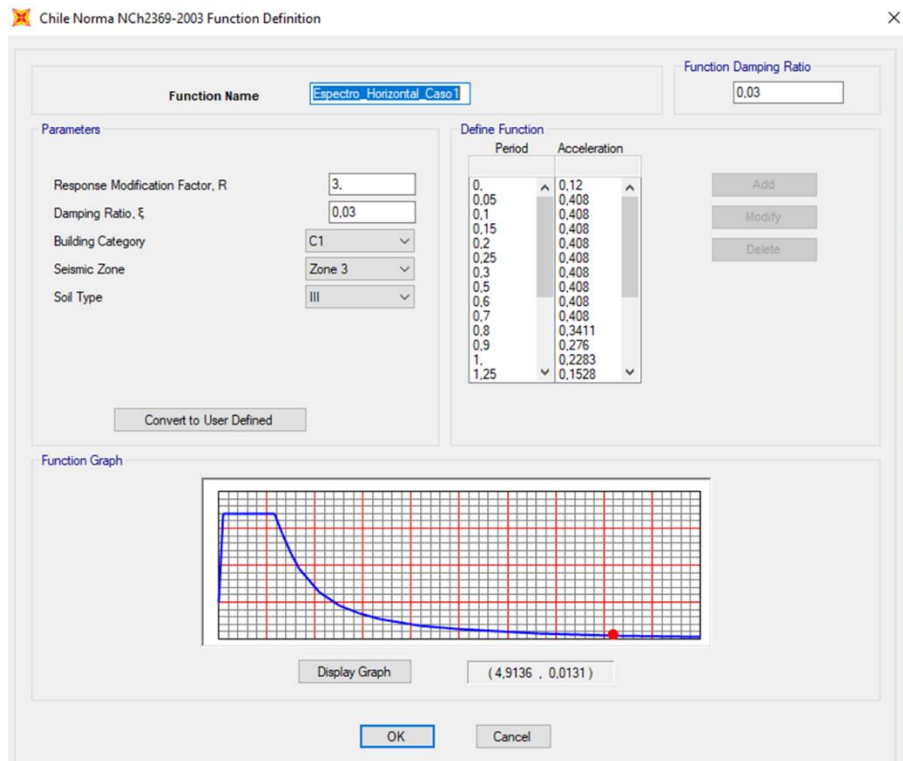 Chile Norma NCh2369-2003 Function Definition
Function Damping Ratio
Function Name Espectro_Horizontal_Caso1 0,03
Parameters
Response Modification Factor, R 3,
Damping Ratio, ξ 0,03
Building Category C1
Seismic Zone Zone 3
Soil Type III
Convert to User Defined
Define Function
Period Acceleration
0, 0,12
0,05 0,408
0,1 0,408
0,15 0,408
0,2 0,408
0,25 0,408
0,3 0,408
0,5 0,408
0,6 0,408
0,7 0,408
0,8 0,3411
0,9 0,276
1, 0,2283
1,25 0,1528
Add
Modify
Delete
Function Graph
Display Graph (4,9136 , 0,0131)
OK Cancel